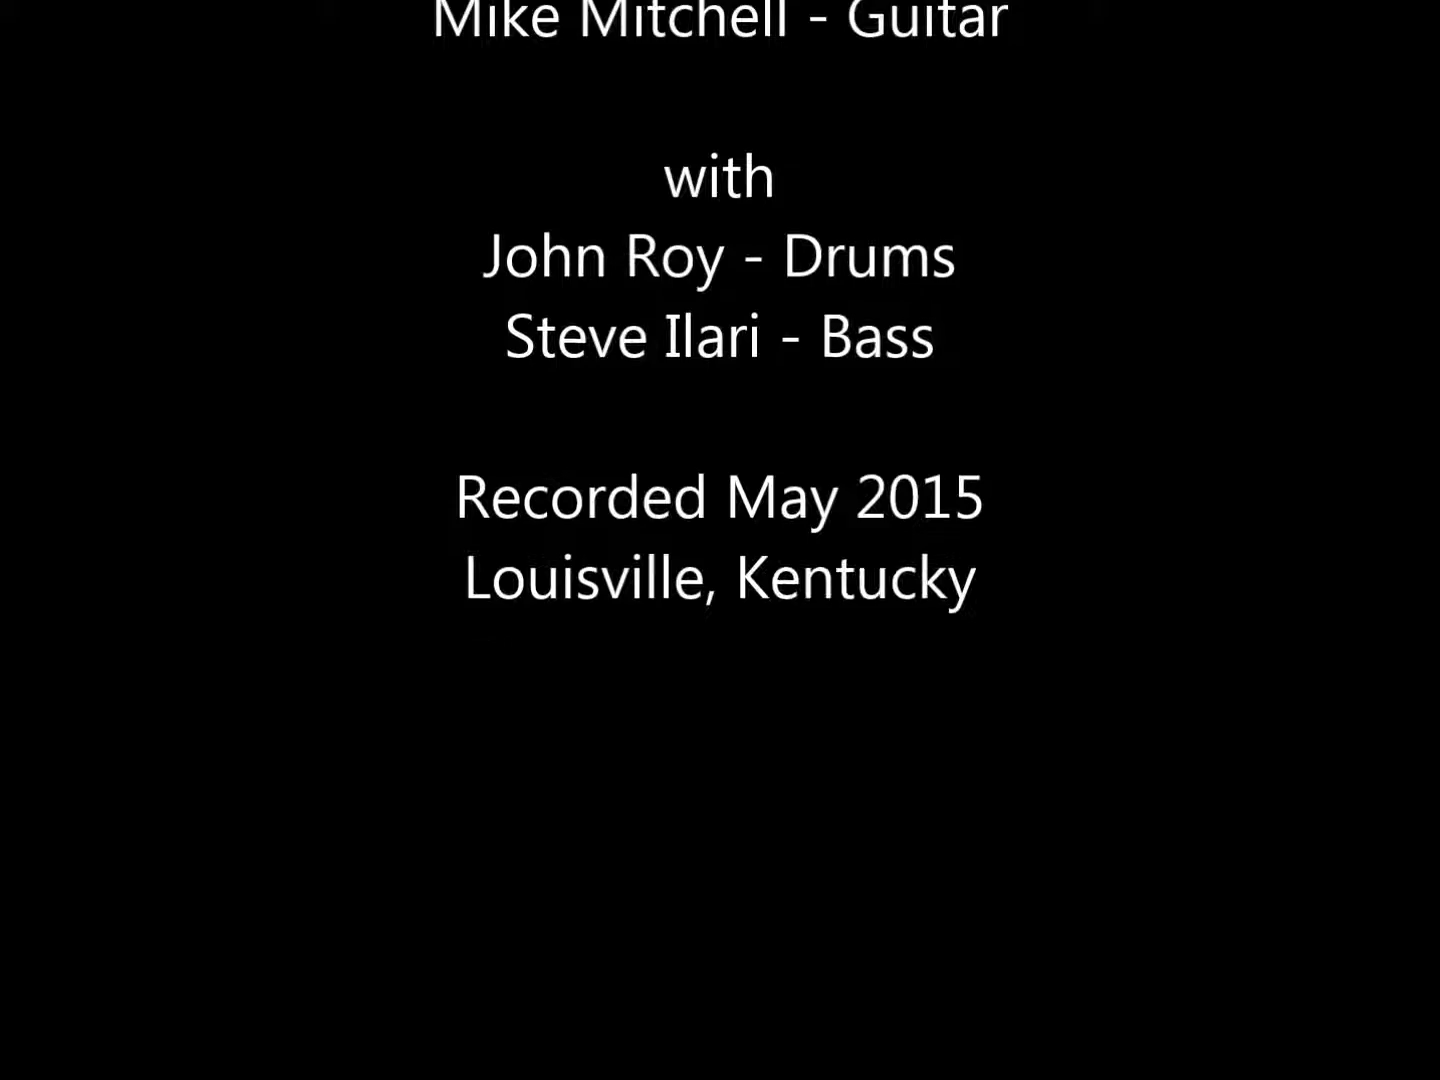 Mike Mitchell - Guitar
with
John Roy - Drums
Steve Ilari - Bass
Recorded May 2015
Louisville, Kentucky